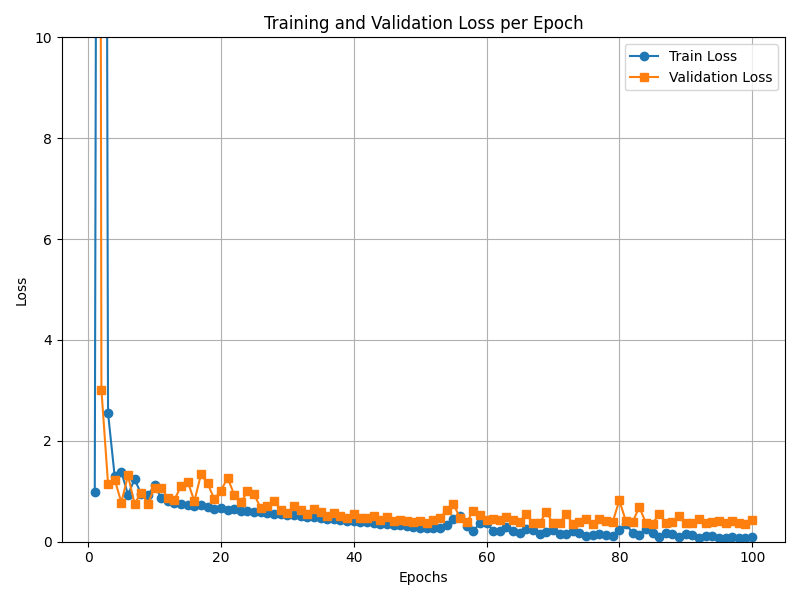 Training and Validation Loss per Epoch
Train Loss
Validation Loss
Loss
10
8
6
4
2
0
0 20 40 60 80 100
Epochs